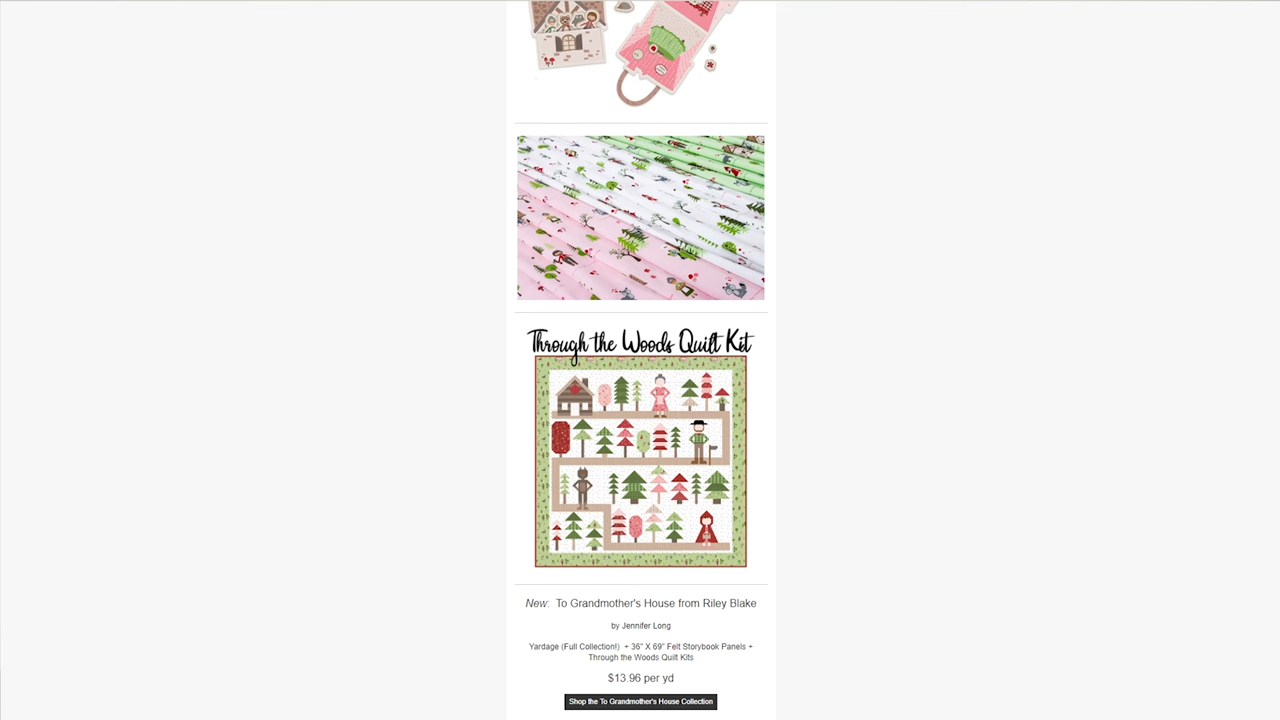 Through the Woods Quilt Kit
New: To Grandmother's House from Riley Blake
by Jennifer Long
Yardage (Full Collection!) + 36" X 69" Felt Storybook Panels +
Through the Woods Quilt Kits
$13.96 per yd
Shop the To Grandmother's House Collection